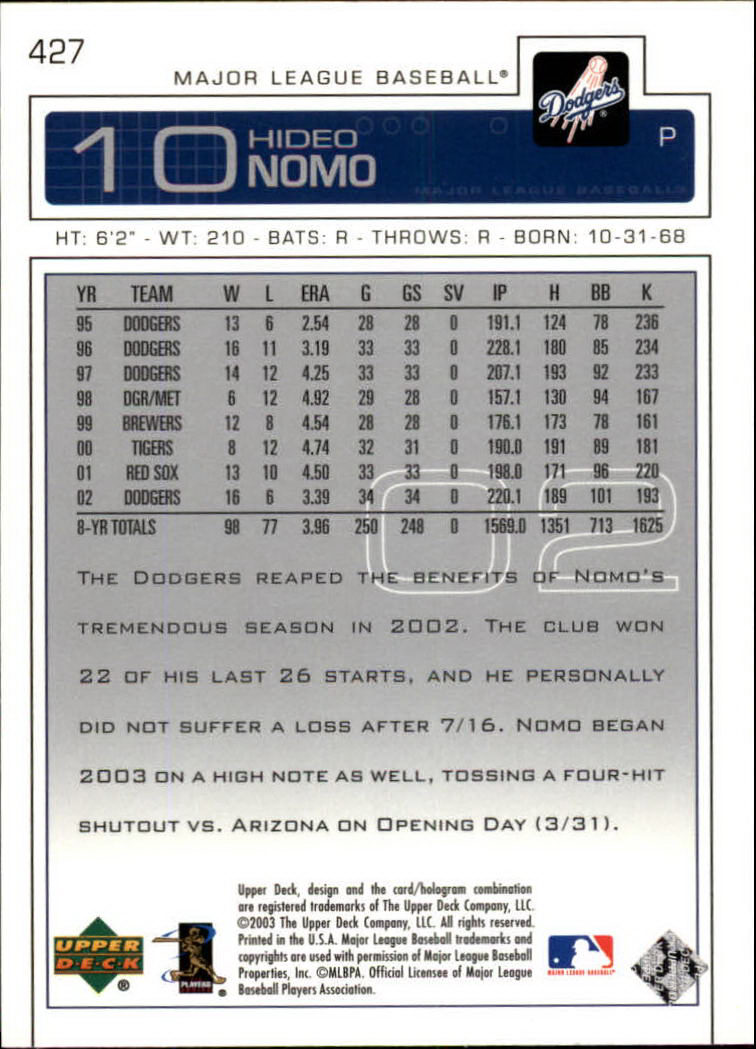 427
MAJOR LEAGUE BASEBALL®
Dodgers®
10 HIDEO NOMO P
MAJOR LEAGUE BASEBALL
HT: 6'2" - WT: 210 - BATS: R - THROWS: R - BORN: 10-31-68
YR TEAM W L ERA G GS SV IP H BB K
95 DODGERS 13 6 2.54 28 28 0 191.1 124 78 236
96 DODGERS 16 11 3.19 33 33 0 228.1 180 85 234
97 DODGERS 14 12 4.25 33 33 0 207.1 193 92 233
98 DGR/MET 6 12 4.92 29 28 0 157.1 130 94 167
99 BREWERS 12 8 4.54 28 28 0 176.1 173 78 161
00 TIGERS 8 12 4.74 32 31 0 190.0 191 89 181
01 RED SOX 13 10 4.50 33 33 0 198.0 171 96 220
02 DODGERS 16 6 3.39 34 34 0 220.1 189 101 193
8-YR TOTALS 98 77 3.96 250 248 0 1569.0 1351 713 1625
02
THE DODGERS REAPED THE BENEFITS OF NOMO'S
TREMENDOUS SEASON IN 2002. THE CLUB WON
22 OF HIS LAST 26 STARTS, AND HE PERSONALLY
DID NOT SUFFER A LOSS AFTER 7/16. NOMO BEGAN
2003 ON A HIGH NOTE AS WELL, TOSSING A FOUR-HIT
SHUTOUT VS. ARIZONA ON OPENING DAY (3/31).
Upper Deck, design and the card/hologram combination
are registered trademarks of The Upper Deck Company, LLC.
©2003 The Upper Deck Company, LLC. All rights reserved.
Printed in the U.S.A. Major League Baseball trademarks and
copyrights are used with permission of Major League Baseball
Properties, Inc. ©MLBPA. Official Licensee of Major League
Baseball Players Association.
UPPER
D·E·C·K
®
PLAYERS
CHOICE
®
MAJOR LEAGUE BASEBALL®